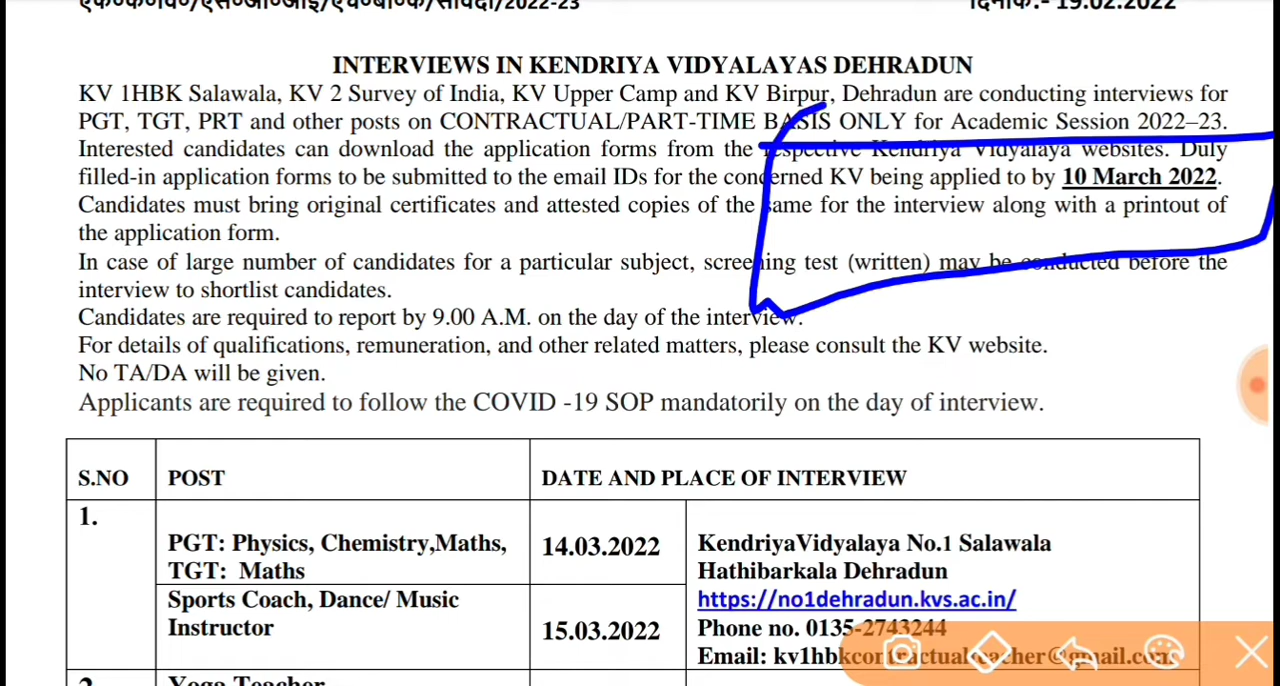 INTERVIEWS IN KENDRIYA VIDYALAYAS DEHRADUN
KV 1HBK Salawala, KV 2 Survey of India, KV Upper Camp and KV Birpur, Dehradun are conducting interviews for
PGT, TGT, PRT and other posts on CONTRACTUAL/PART-TIME BASIS ONLY for Academic Session 2022–23.
Interested candidates can download the application forms from the respective Kendriya Vidyalaya websites. Duly
filled-in application forms to be submitted to the email IDs for the concerned KV being applied to by 10 March 2022.
Candidates must bring original certificates and attested copies of the same for the interview along with a printout of
the application form.
In case of large number of candidates for a particular subject, screening test (written) may be conducted before the
interview to shortlist candidates.
Candidates are required to report by 9.00 A.M. on the day of the interview.
For details of qualifications, remuneration, and other related matters, please consult the KV website.
No TA/DA will be given.
Applicants are required to follow the COVID -19 SOP mandatorily on the day of interview.
S.NO POST DATE AND PLACE OF INTERVIEW
1.
PGT: Physics, Chemistry,Maths, 14.03.2022 KendriyaVidyalaya No.1 Salawala
TGT: Maths Hathibarkala Dehradun
Sports Coach, Dance/ Music https://no1dehradun.kvs.ac.in/
Instructor 15.03.2022 Phone no. 0135-2743244
Email: kv1hbkcontractualteacher@gmail.com
2. Yoga Teacher